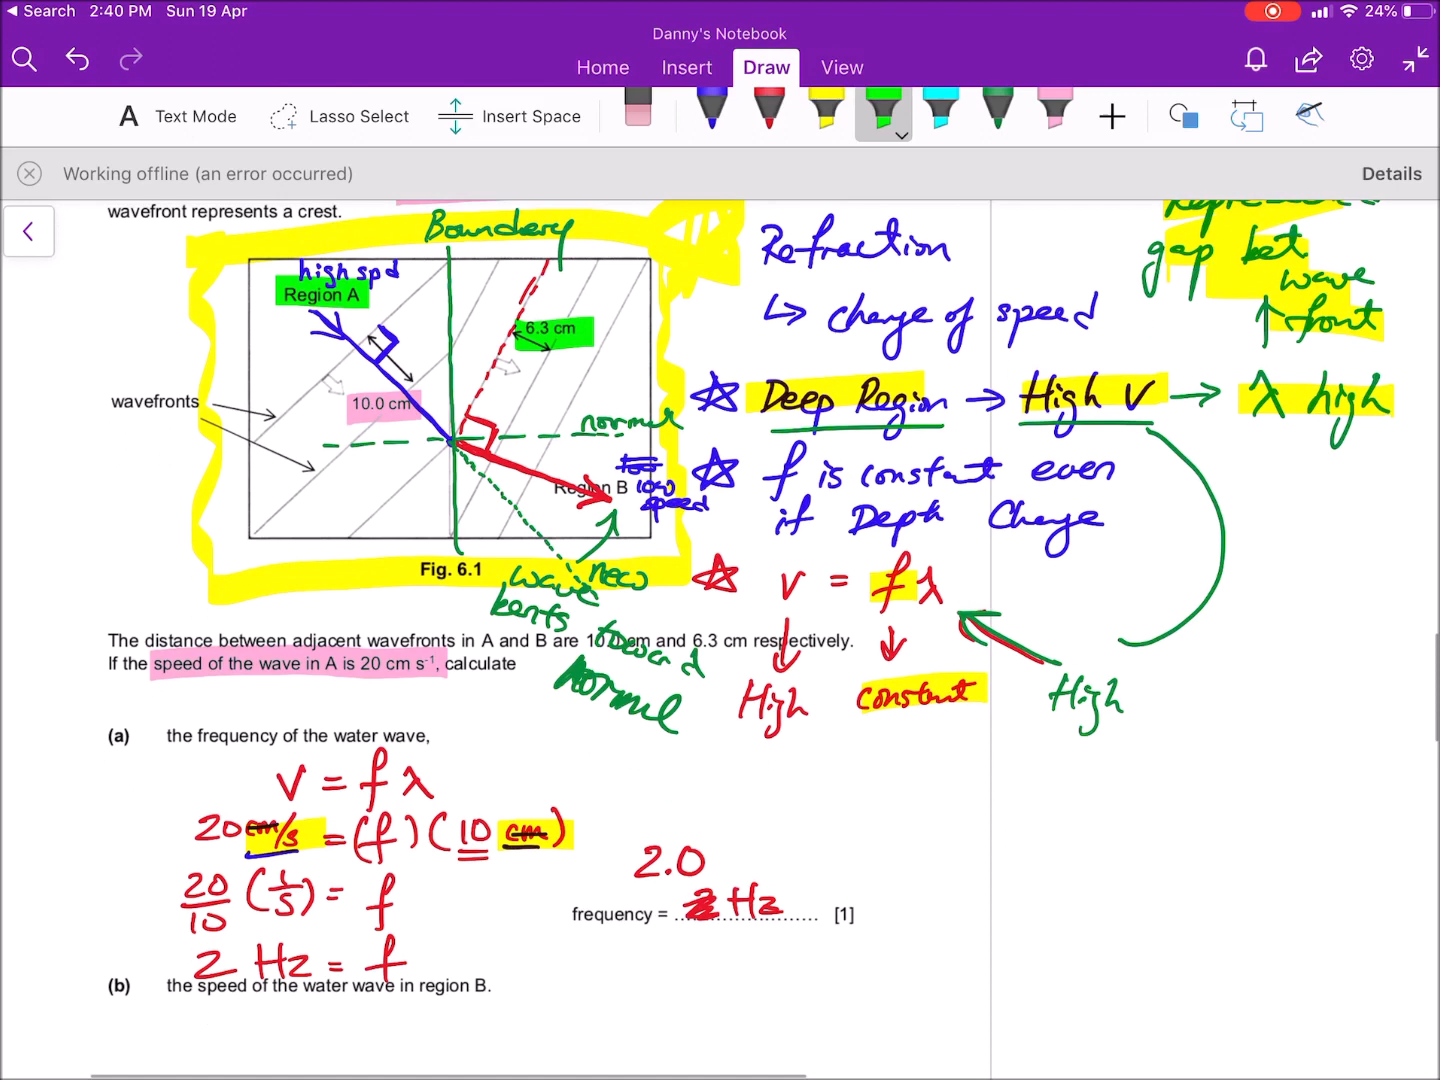 Search 2:40 PM Sun 19 Apr 24%
Danny's Notebook
Home Insert Draw View
A Text Mode Lasso Select Insert Space
Working offline (an error occurred) Details
wavefront represents a crest.
Boundary
high spd
Region A
6.3 cm
wavefronts
10.0 cm
normal
Region B
low speed
Fig. 6.1
wave new
bents toward
normal
Refraction
↳ change of speed
☆ Deep Region → High V → λ high
☆ f is constant even
if Depth Change
☆ v = f λ
High constant High
gap bet
wave
front
The distance between adjacent wavefronts in A and B are 10.0 cm and 6.3 cm respectively.
If the speed of the wave in A is 20 cm s⁻¹, calculate
(a) the frequency of the water wave,
V = f λ
20 cm/s = (f) (10 cm)
20/10 (1/s) = f
2 Hz = f
2.0
frequency = 2 Hz [1]
(b) the speed of the water wave in region B.